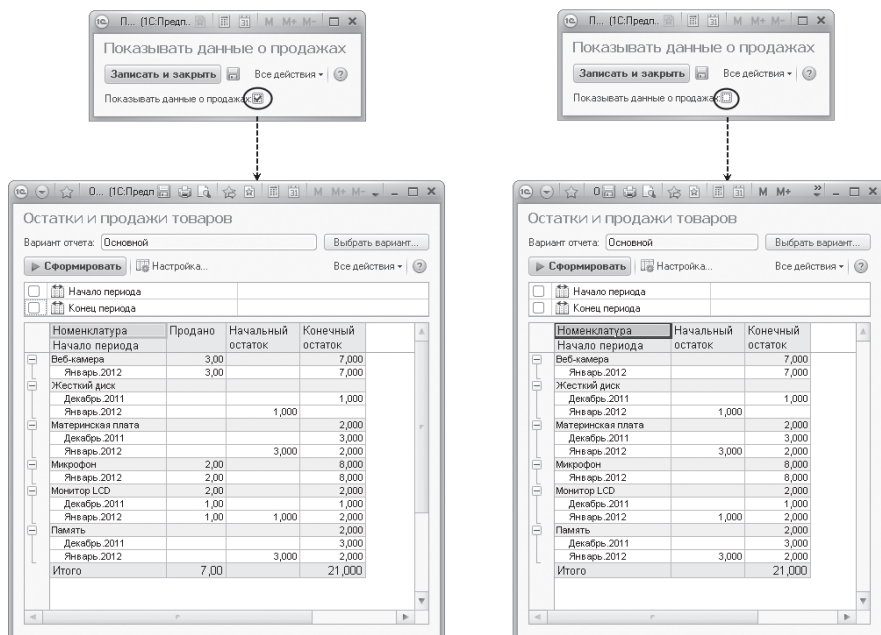 П... (1С:Предп..
M M+ M-
Показывать данные о продажах
Записать и закрыть
Все действия
Показывать данные о продажах:
П... (1С:Предп..
M M+ M-
Показывать данные о продажах
Записать и закрыть
Все действия
Показывать данные о продажах:
О... (1С:Предп
M M+ M-
Остатки и продажи товаров
Вариант отчета: Основной Выбрать вариант...
Сформировать Настройка... Все действия
Начало периода
Конец периода
Номенклатура Продано Начальный Конечный
Начало периода остаток остаток
Веб-камера 3,00 7,000
Январь.2012 3,00 7,000
Жесткий диск
Декабрь.2011 1,000
Январь.2012 1,000
Материнская плата 2,000
Декабрь.2011 3,000
Январь.2012 3,000 2,000
Микрофон 2,00 8,000
Январь.2012 2,00 8,000
Монитор LCD 2,00 2,000
Декабрь.2011 1,00 1,000
Январь.2012 1,00 1,000 2,000
Память 2,000
Декабрь.2011 3,000
Январь.2012 3,000 2,000
Итого 7,00 21,000
О
M M+
Остатки и продажи товаров
Вариант отчета: Основной Выбрать вариант...
Сформировать Настройка... Все действия
Начало периода
Конец периода
Номенклатура Начальный Конечный
Начало периода остаток остаток
Веб-камера 7,000
Январь.2012 7,000
Жесткий диск
Декабрь.2011 1,000
Январь.2012 1,000
Материнская плата 2,000
Декабрь.2011 3,000
Январь.2012 3,000 2,000
Микрофон 8,000
Январь.2012 8,000
Монитор LCD 2,000
Декабрь.2011 1,000
Январь.2012 1,000 2,000
Память 2,000
Декабрь.2011 3,000
Январь.2012 3,000 2,000
Итого 21,000